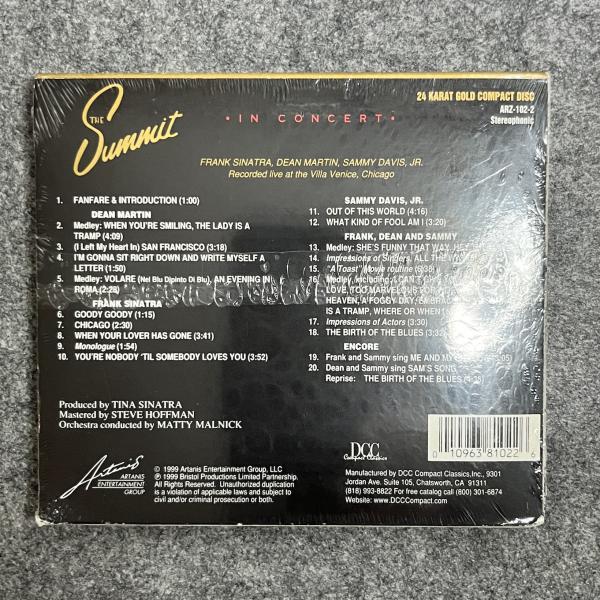 THE
Summit
• IN CONCERT •
24 KARAT GOLD COMPACT DISC
ARZ-102-2
Stereophonic
FRANK SINATRA, DEAN MARTIN, SAMMY DAVIS, JR.
Recorded live at the Villa Venice, Chicago
1. FANFARE & INTRODUCTION (1:00)
DEAN MARTIN
2. Medley: WHEN YOU'RE SMILING, THE LADY IS A
TRAMP (4:09)
3. (I Left My Heart In) SAN FRANCISCO (3:18)
4. I'M GONNA SIT RIGHT DOWN AND WRITE MYSELF A
LETTER (1:50)
5. Medley: VOLARE (Nel Blu Dipinto Di Blu), AN EVENING IN
ROMA (2:28)
FRANK SINATRA
6. GOODY GOODY (1:15)
7. CHICAGO (2:30)
8. WHEN YOUR LOVER HAS GONE (3:41)
9. Monologue (1:54)
10. YOU'RE NOBODY 'TIL SOMEBODY LOVES YOU (3:52)
SAMMY DAVIS, JR.
11. OUT OF THIS WORLD (4:16)
12. WHAT KIND OF FOOL AM I (3:20)
FRANK, DEAN AND SAMMY
13. Medley: SHE'S FUNNY THAT WAY,
14. Impressions of Singers, ALL THE WAY
15. "A Toast" Movie routine (6:38)
16. Medley, including: I CAN'T GIVE
LOVE, TOO MARVELOUS FOR
HEAVEN, A FOGGY DAY,
IS A TRAMP, WHERE OR WHEN
17. Impressions of Actors (3:30)
18. THE BIRTH OF THE BLUES
ENCORE
19. Frank and Sammy sing ME AND MY
20. Dean and Sammy sing SAM'S SONG
Reprise: THE BIRTH OF THE BLUES
Produced by TINA SINATRA
Mastered by STEVE HOFFMAN
Orchestra conducted by MATTY MALNICK
Artanis
ARTANIS
ENTERTAINMENT
GROUP
© 1999 Artanis Entertainment Group, LLC
℗ 1999 Bristol Productions Limited Partnership.
All Rights Reserved. Unauthorized duplication
is a violation of applicable laws and subject to
civil and/or criminal prosecution or both.
DCC
Compact Classics
0 10963 81022 6
Manufactured by DCC Compact Classics,Inc., 9301
Jordan Ave. Suite 105, Chatsworth, CA 91311
(818) 993-8822 For free catalog call (800) 301-6874
Website: www.DCCCompact.com